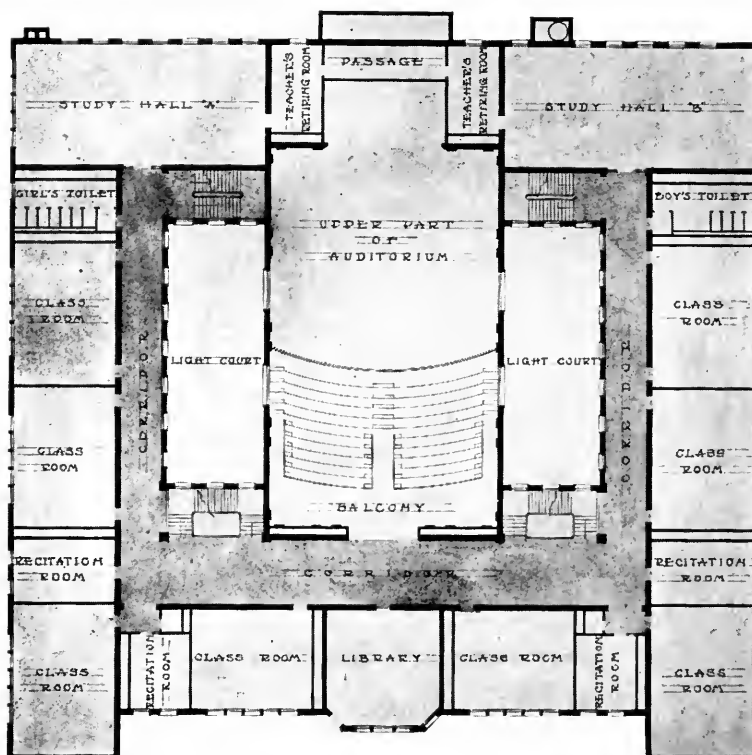 PASSAGE
TEACHER'S
RETIRING ROOM
TEACHER'S
RETIRING ROOM
STUDY HALL "A"
STUDY HALL "B"
GIRL'S TOILET
BOY'S TOILET
UPPER PART
OF
AUDITORIUM
CLASS
ROOM
CLASS
ROOM
LIGHT COURT
LIGHT COURT
CORRIDOR
CORRIDOR
CLASS
ROOM
CLASS
ROOM
BALCONY
RECITATION
ROOM
CORRIDOR
RECITATION
ROOM
CLASS
ROOM
RECITATION
ROOM
CLASS ROOM
LIBRARY
CLASS ROOM
RECITATION
ROOM
CLASS
ROOM